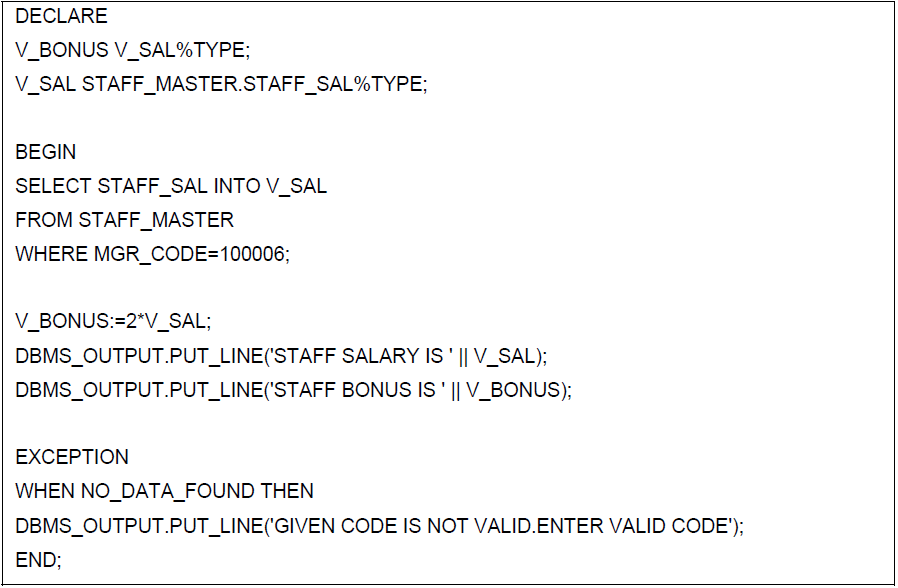 DECLARE
V_BONUS V_SAL%TYPE;
V_SAL STAFF_MASTER.STAFF_SAL%TYPE;
BEGIN
SELECT STAFF_SAL INTO V_SAL
FROM STAFF_MASTER
WHERE MGR_CODE=100006;
V_BONUS:=2*V_SAL;
DBMS_OUTPUT.PUT_LINE('STAFF SALARY IS ' || V_SAL);
DBMS_OUTPUT.PUT_LINE('STAFF BONUS IS ' || V_BONUS);
EXCEPTION
WHEN NO_DATA_FOUND THEN
DBMS_OUTPUT.PUT_LINE('GIVEN CODE IS NOT VALID.ENTER VALID CODE');
END;